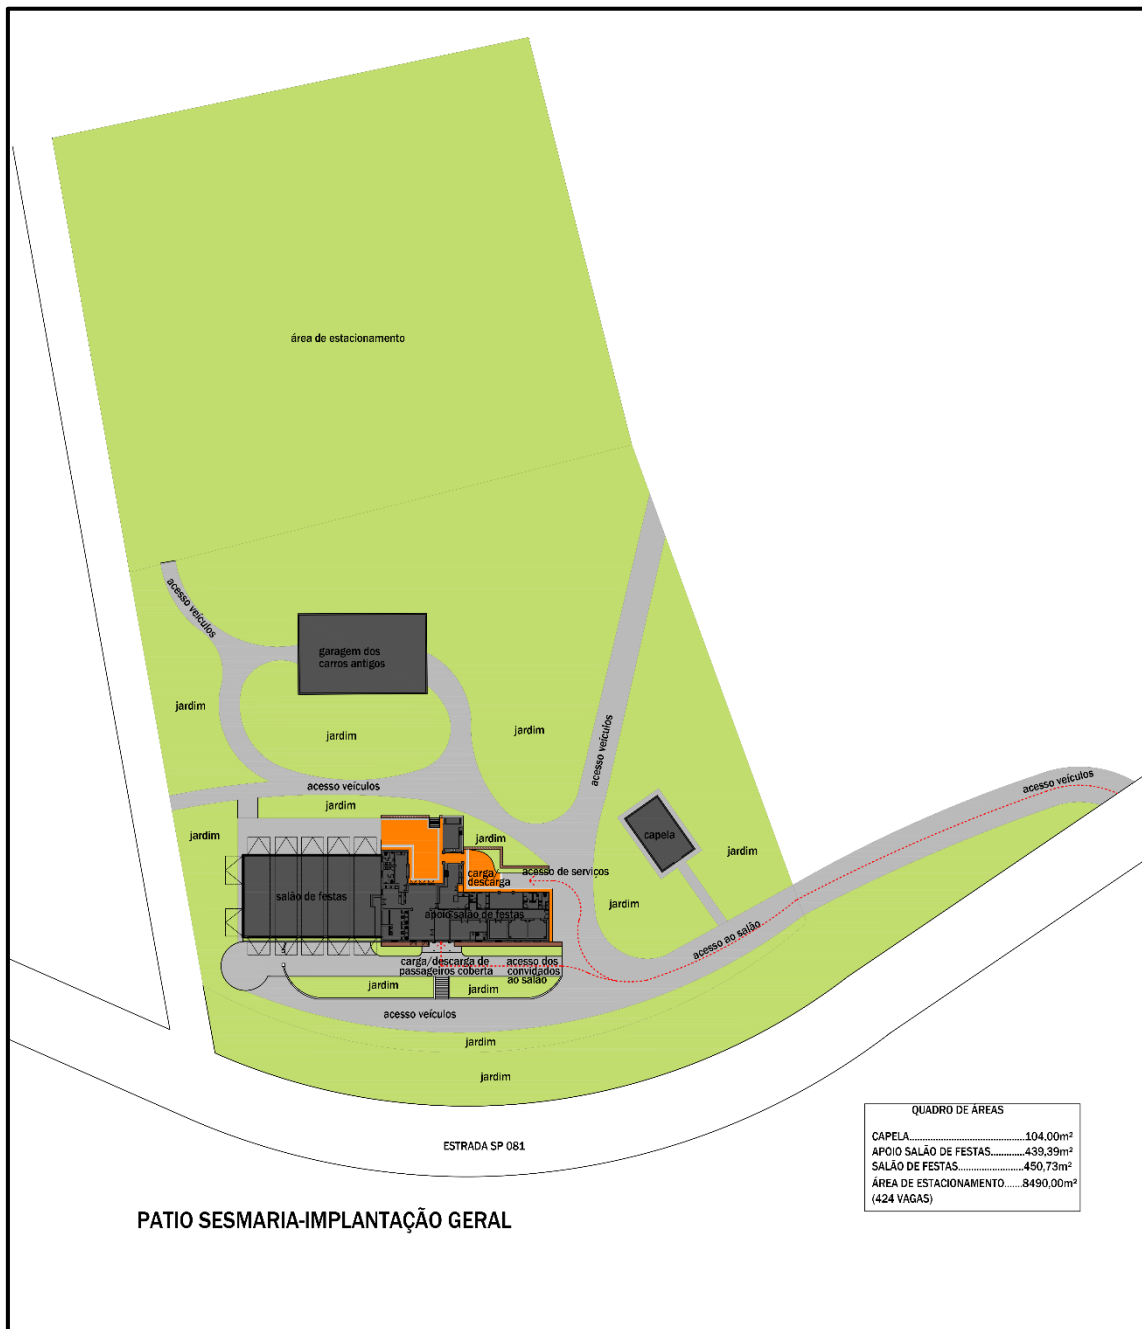 área de estacionamento
acesso veículos
garagem dos
carros antigos
jardim
jardim
jardim
acesso veículos
acesso veículos
acesso veículos
jardim
jardim
jardim
capela
jardim
carga/
descarga
acesso de serviços
salão de festas
apoio salão de festas
jardim
acesso ao salão
carga/descarga de
passageiros coberta
acesso dos
convidados
ao salão
jardim
jardim
acesso veículos
jardim
jardim
ESTRADA SP 081
QUADRO DE ÁREAS
CAPELA..........................................104,00m²
APOIO SALÃO DE FESTAS............439,39m²
SALÃO DE FESTAS.......................450,73m²
ÁREA DE ESTACIONAMENTO......8490,00m²
(424 VAGAS)
PATIO SESMARIA-IMPLANTAÇÃO GERAL